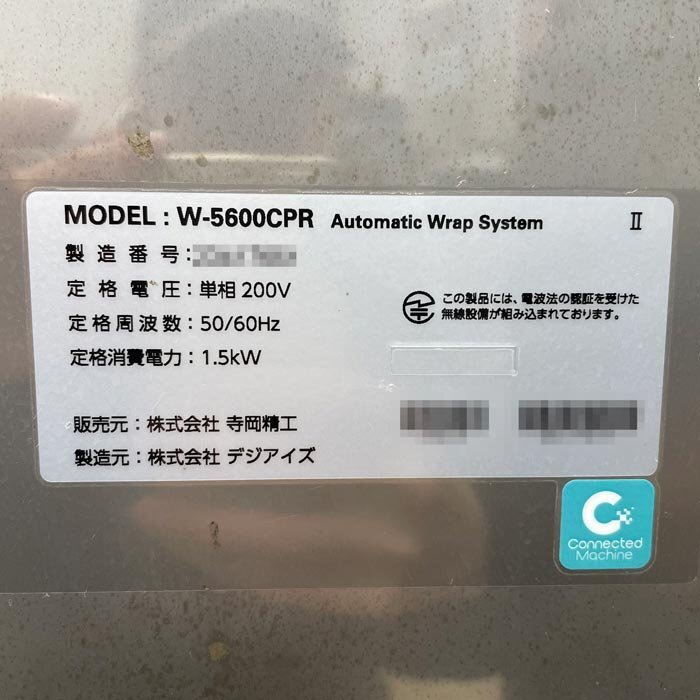 MODEL : W-5600CPR Automatic Wrap System II
製造番号:
定格電圧：単相 200V
定格周波数：50/60Hz
定格消費電力：1.5kW
この製品には、電波法の認証を受けた
無線設備が組み込まれております。
販売元：株式会社 寺岡精工
製造元：株式会社 デジアイズ
Connected
Machine